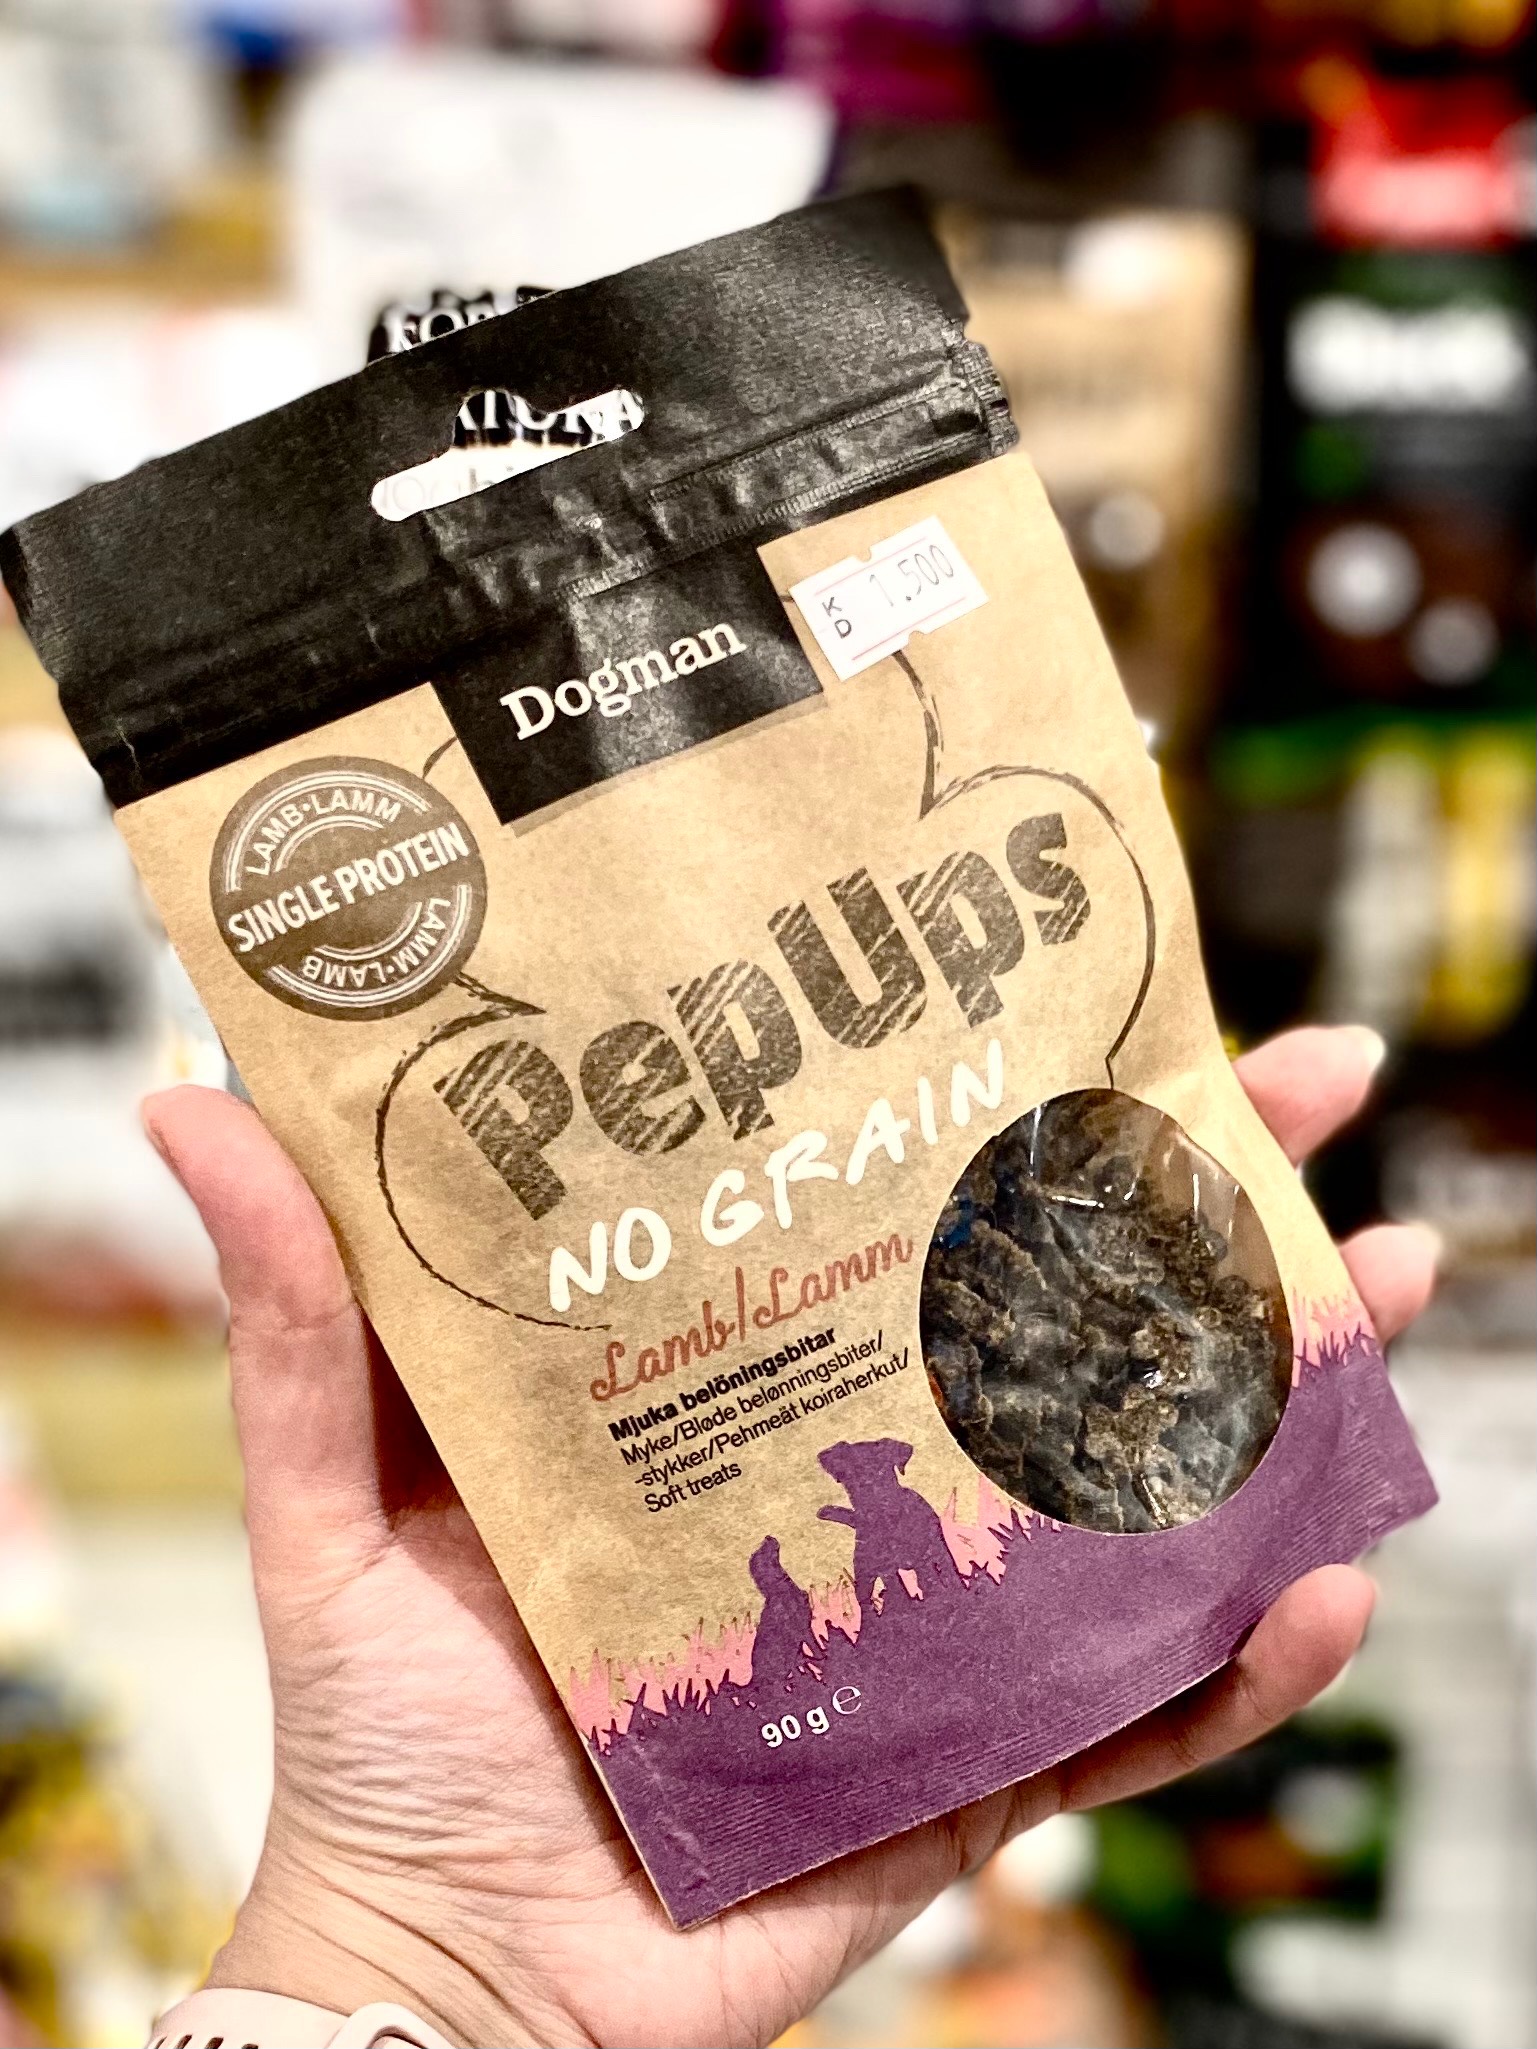 KD 1.500
Dogman
LAMB·LAMM
SINGLE PROTEIN
LAMM·LAMB
PepUps
NO GRAIN
Lamb/Lamm
Mjuka belöningsbitar
Myke/Bløde belønningsbiter/
-stykker/Pehmeät koiraherkut/
Soft treats
90 g ℮